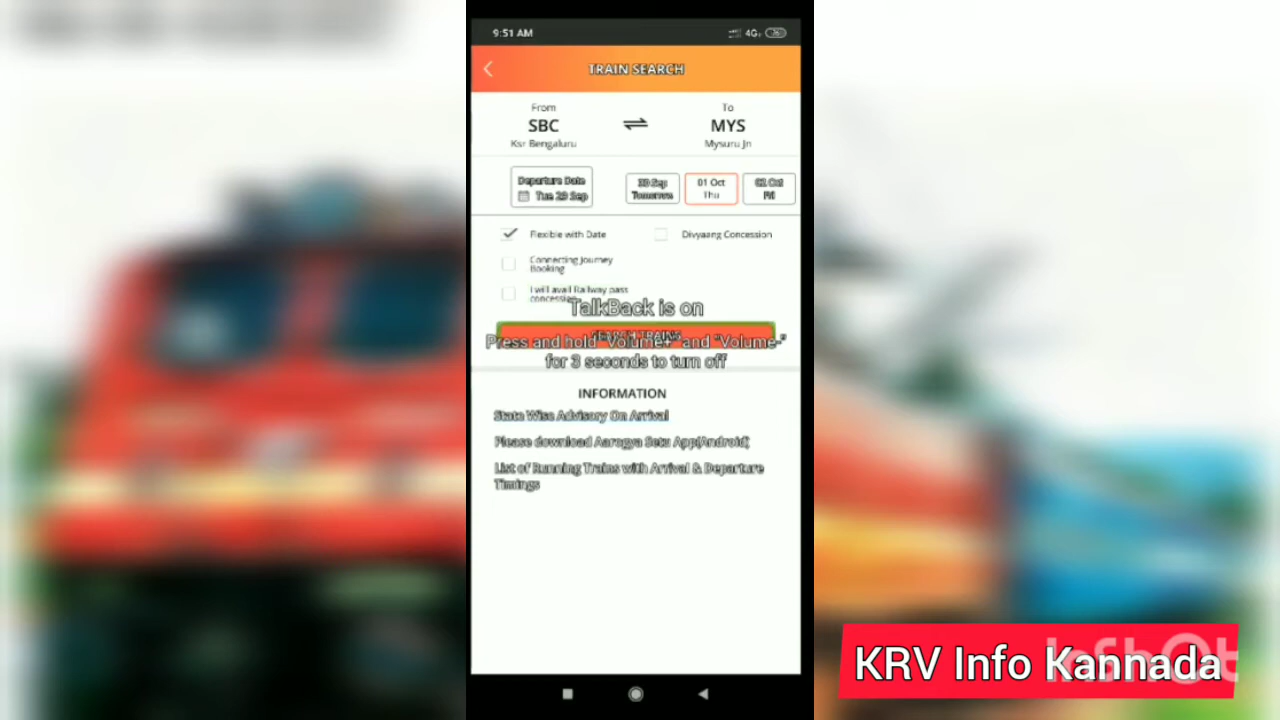 9:51 AM
4G+
TRAIN SEARCH
From
To
SBC
MYS
Ksr Bengaluru
Mysuru Jn
Departure Date
Tue 29 Sep
30 Sep
Tomorrow
01 Oct
Thu
02 Oct
Fri
Flexible with Date
Divyaang Concession
Connecting Journey
Booking
I will avail Railway pass
concession
TalkBack is on
SEARCH TRAINS
Press and hold "Volume+" and "Volume-"
for 3 seconds to turn off
INFORMATION
State Wise Advisory On Arrival
Please download Aarogya Setu App(Android)
List of Running Trains with Arrival & Departure
Timings
KRV Info Kannada
InShOt